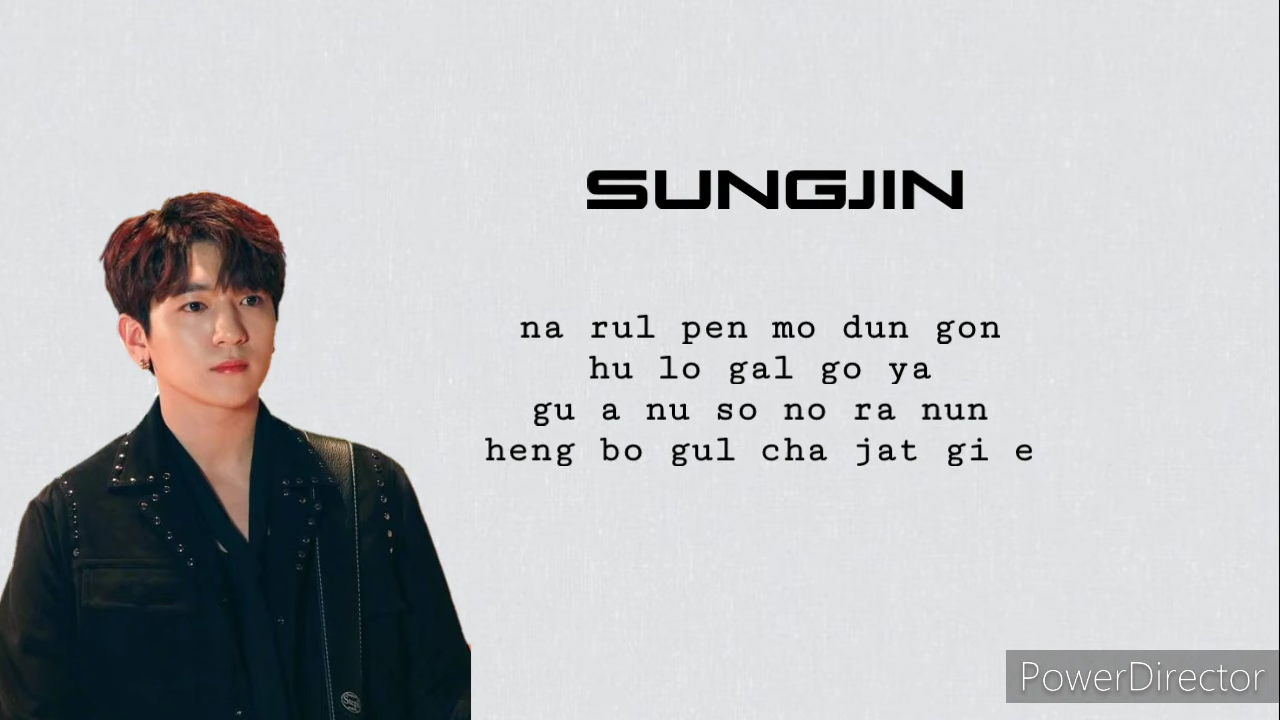 SUNGJIN
na rul pen mo dun gon
hu lo gal go ya
gu a nu so no ra nun
heng bo gul cha jat gi e
PowerDirector